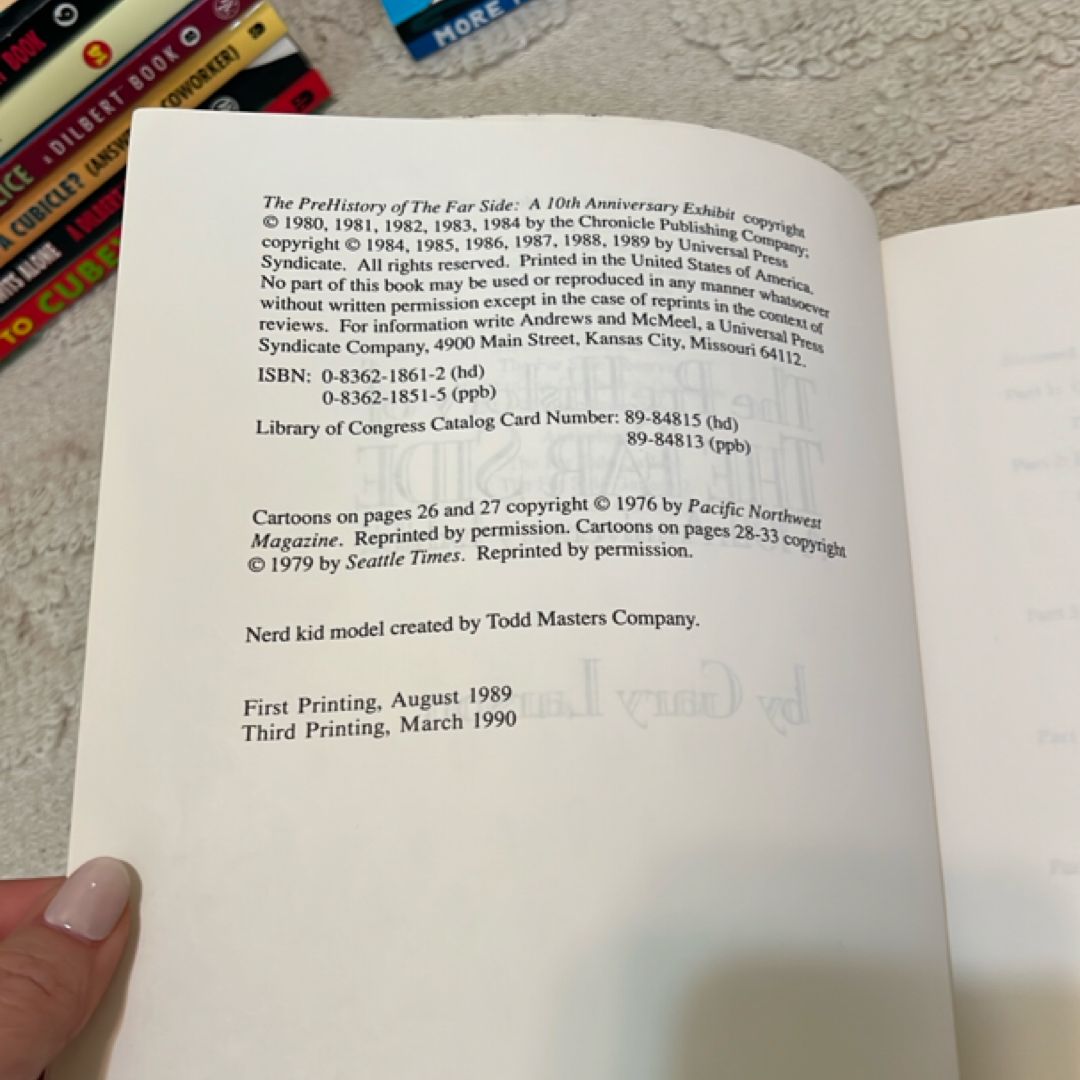 MORE
BOOK
A DILBERT™ BOOK
A CUBICLE?
COWORKER)
ALONE
A DILBERT
TO CUBE
The PreHistory of The Far Side: A 10th Anniversary Exhibit copyright
© 1980, 1981, 1982, 1983, 1984 by the Chronicle Publishing Company;
copyright © 1984, 1985, 1986, 1987, 1988, 1989 by Universal Press
Syndicate. All rights reserved. Printed in the United States of America.
No part of this book may be used or reproduced in any manner whatsoever
without written permission except in the case of reprints in the context of
reviews. For information write Andrews and McMeel, a Universal Press
Syndicate Company, 4900 Main Street, Kansas City, Missouri 64112.
ISBN: 0-8362-1861-2 (hd)
0-8362-1851-5 (ppb)
Library of Congress Catalog Card Number: 89-84815 (hd)
89-84813 (ppb)
Cartoons on pages 26 and 27 copyright © 1976 by Pacific Northwest
Magazine. Reprinted by permission. Cartoons on pages 28-33 copyright
© 1979 by Seattle Times. Reprinted by permission.
Nerd kid model created by Todd Masters Company.
First Printing, August 1989
Third Printing, March 1990